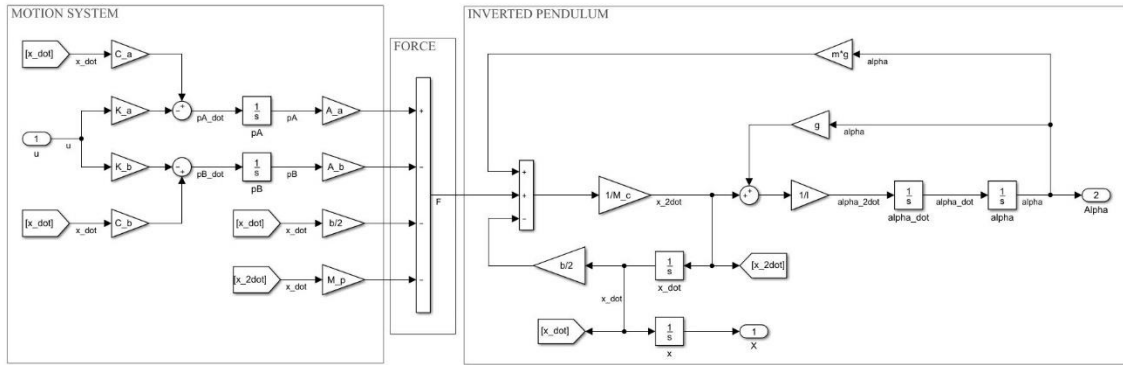 MOTION SYSTEM
FORCE
INVERTED PENDULUM
[x_dot]
x_dot
C_a
K_a
pA_dot
1
s
pA
pA
A_a
1
u
u
K_b
pB_dot
1
s
pB
pB
A_b
[x_dot]
x_dot
C_b
[x_dot]
x_dot
b/2
[x_2dot]
x_dot
M_p
+
−
−
−
F
m*g
alpha
g
alpha
+
+
−
1/M_c
x_2dot
+
+
1/l
alpha_2dot
1
s
alpha_dot
alpha_dot
1
s
alpha
alpha
2
Alpha
b/2
1
s
x_dot
[x_2dot]
x_dot
[x_dot]
1
s
x
1
X